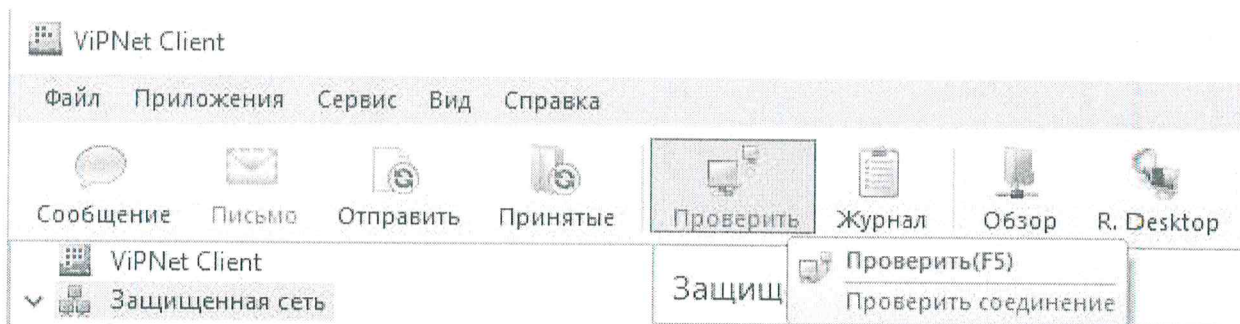 ViPNet Client
Файл Приложения Сервис Вид Справка
Сообщение Письмо Отправить Принятые Проверить Журнал Обзор R. Desktop
ViPNet Client
Защищенная сеть
Защищ
Проверить(F5)
Проверить соединение